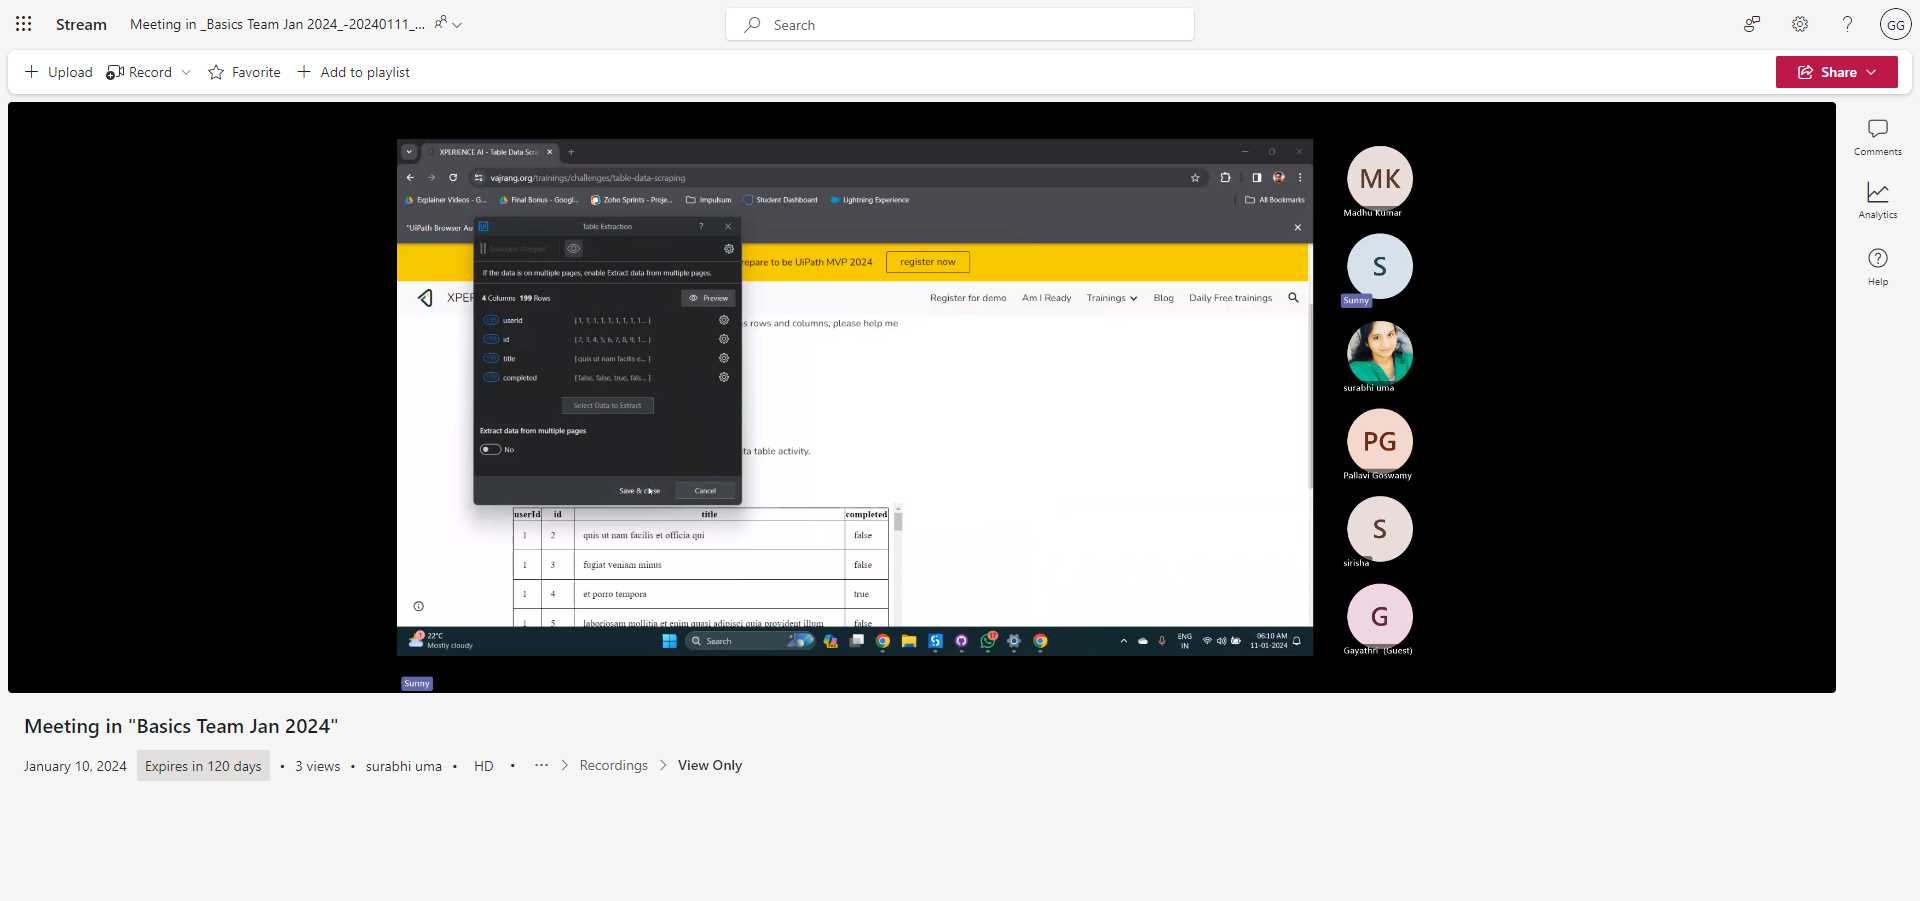 Stream
Meeting in _Basics Team Jan 2024_-20240111_...
Search
GG
Upload
Record
Favorite
Add to playlist
Share
Comments
Analytics
Help
XPERIENCE AI - Table Data Scra
vajrang.org/trainings/challenges/table-data-scraping
Explainer Videos - G...
Final Bonus - Googl...
Zoho Sprints - Proje...
Impulsum
Student Dashboard
Lightning Experience
All Bookmarks
"UiPath Browser Au
Table Extraction
?
repare to be UiPath MVP 2024
register now
If the data is on multiple pages, enable Extract data from multiple pages.
4 Columns 199 Rows
Preview
XPE
Register for demo
Am I Ready
Trainings
Blog
Daily Free trainings
userId
[ 1, 1, 1, 1, 1, 1, 1, 1... ]
s rows and columns, please help me
id
[ 2, 3, 4, 5, 6, 7, 8, 9, 1... ]
title
[ quis ut nam facilis e... ]
completed
[ false, false, true, fals... ]
Select Data to Extract
Extract data from multiple pages
No
ta table activity.
Save & close
Cancel
userId id title completed
1 2 quis ut nam facilis et officia qui false
1 3 fugiat veniam minus false
1 4 et porro tempora true
1 5 laboriosam mollitia et enim quasi adipisci quia provident illum false
1
22°C
Mostly cloudy
Search
17
ENG
IN
06:10 AM
11-01-2024
MK
Madhu Kumar
S
Sunny
surabhi uma
PG
Pallavi Goswamy
S
sirisha
G
Gayathri (Guest)
Sunny
Meeting in "Basics Team Jan 2024"
January 10, 2024
Expires in 120 days
• 3 views • surabhi uma • HD • ··· > Recordings > View Only